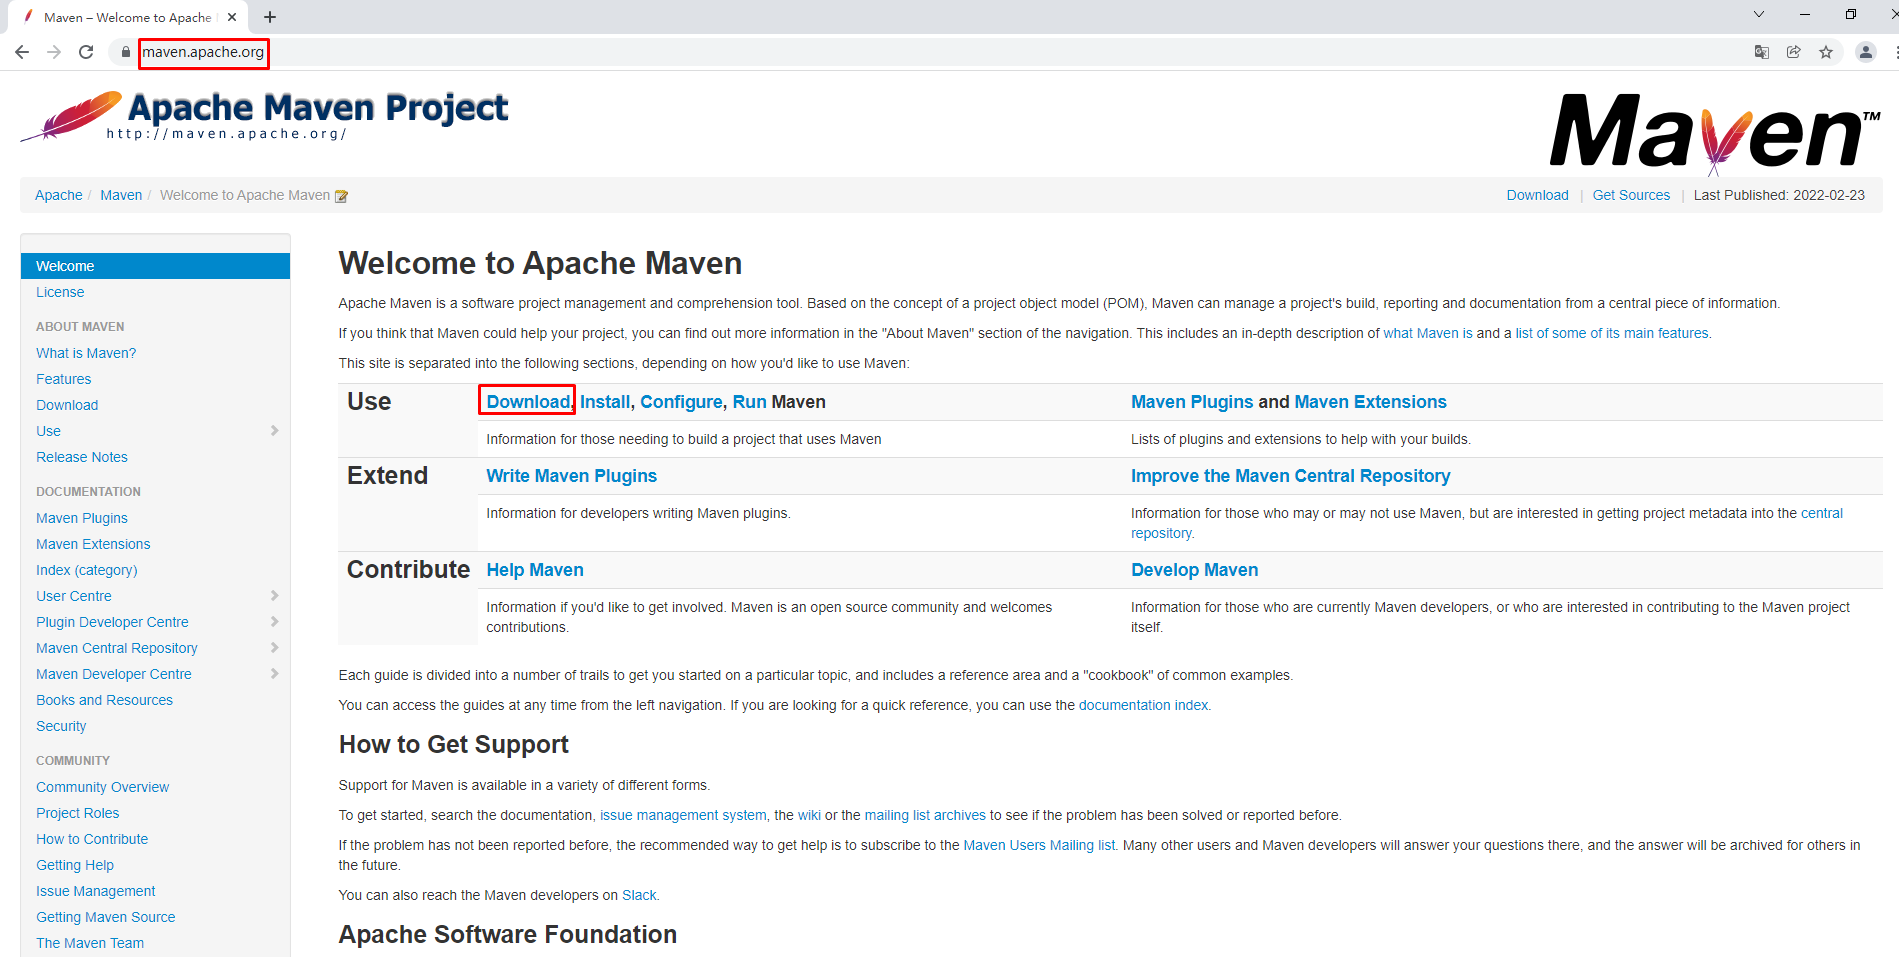 Maven – Welcome to Apache
maven.apache.org
Apache Maven Project
http://maven.apache.org/
Maven™
Apache / Maven / Welcome to Apache Maven
Download | Get Sources | Last Published: 2022-02-23
Welcome
License
ABOUT MAVEN
What is Maven?
Features
Download
Use
Release Notes
DOCUMENTATION
Maven Plugins
Maven Extensions
Index (category)
User Centre
Plugin Developer Centre
Maven Central Repository
Maven Developer Centre
Books and Resources
Security
COMMUNITY
Community Overview
Project Roles
How to Contribute
Getting Help
Issue Management
Getting Maven Source
The Maven Team
Welcome to Apache Maven
Apache Maven is a software project management and comprehension tool. Based on the concept of a project object model (POM), Maven can manage a project's build, reporting and documentation from a central piece of information.
If you think that Maven could help your project, you can find out more information in the "About Maven" section of the navigation. This includes an in-depth description of what Maven is and a list of some of its main features.
This site is separated into the following sections, depending on how you'd like to use Maven:
Use
Download, Install, Configure, Run Maven
Maven Plugins and Maven Extensions
Information for those needing to build a project that uses Maven
Lists of plugins and extensions to help with your builds.
Extend
Write Maven Plugins
Improve the Maven Central Repository
Information for developers writing Maven plugins.
Information for those who may or may not use Maven, but are interested in getting project metadata into the central
repository.
Contribute
Help Maven
Develop Maven
Information if you'd like to get involved. Maven is an open source community and welcomes
contributions.
Information for those who are currently Maven developers, or who are interested in contributing to the Maven project
itself.
Each guide is divided into a number of trails to get you started on a particular topic, and includes a reference area and a "cookbook" of common examples.
You can access the guides at any time from the left navigation. If you are looking for a quick reference, you can use the documentation index.
How to Get Support
Support for Maven is available in a variety of different forms.
To get started, search the documentation, issue management system, the wiki or the mailing list archives to see if the problem has been solved or reported before.
If the problem has not been reported before, the recommended way to get help is to subscribe to the Maven Users Mailing list. Many other users and Maven developers will answer your questions there, and the answer will be archived for others in
the future.
You can also reach the Maven developers on Slack.
Apache Software Foundation